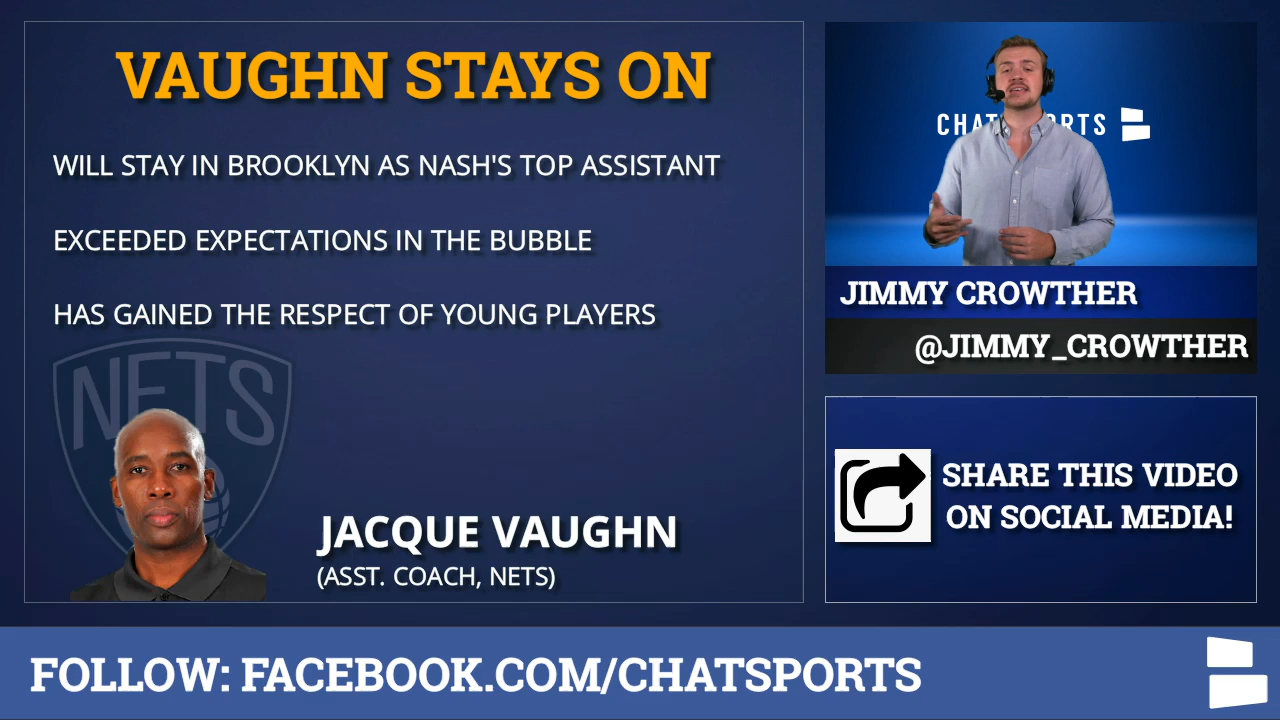 VAUGHN STAYS ON
WILL STAY IN BROOKLYN AS NASH'S TOP ASSISTANT
EXCEEDED EXPECTATIONS IN THE BUBBLE
HAS GAINED THE RESPECT OF YOUNG PLAYERS
NETS
JACQUE VAUGHN
(ASST. COACH, NETS)
CHATSPORTS
JIMMY CROWTHER
@JIMMY_CROWTHER
SHARE THIS VIDEO
ON SOCIAL MEDIA!
FOLLOW: FACEBOOK.COM/CHATSPORTS